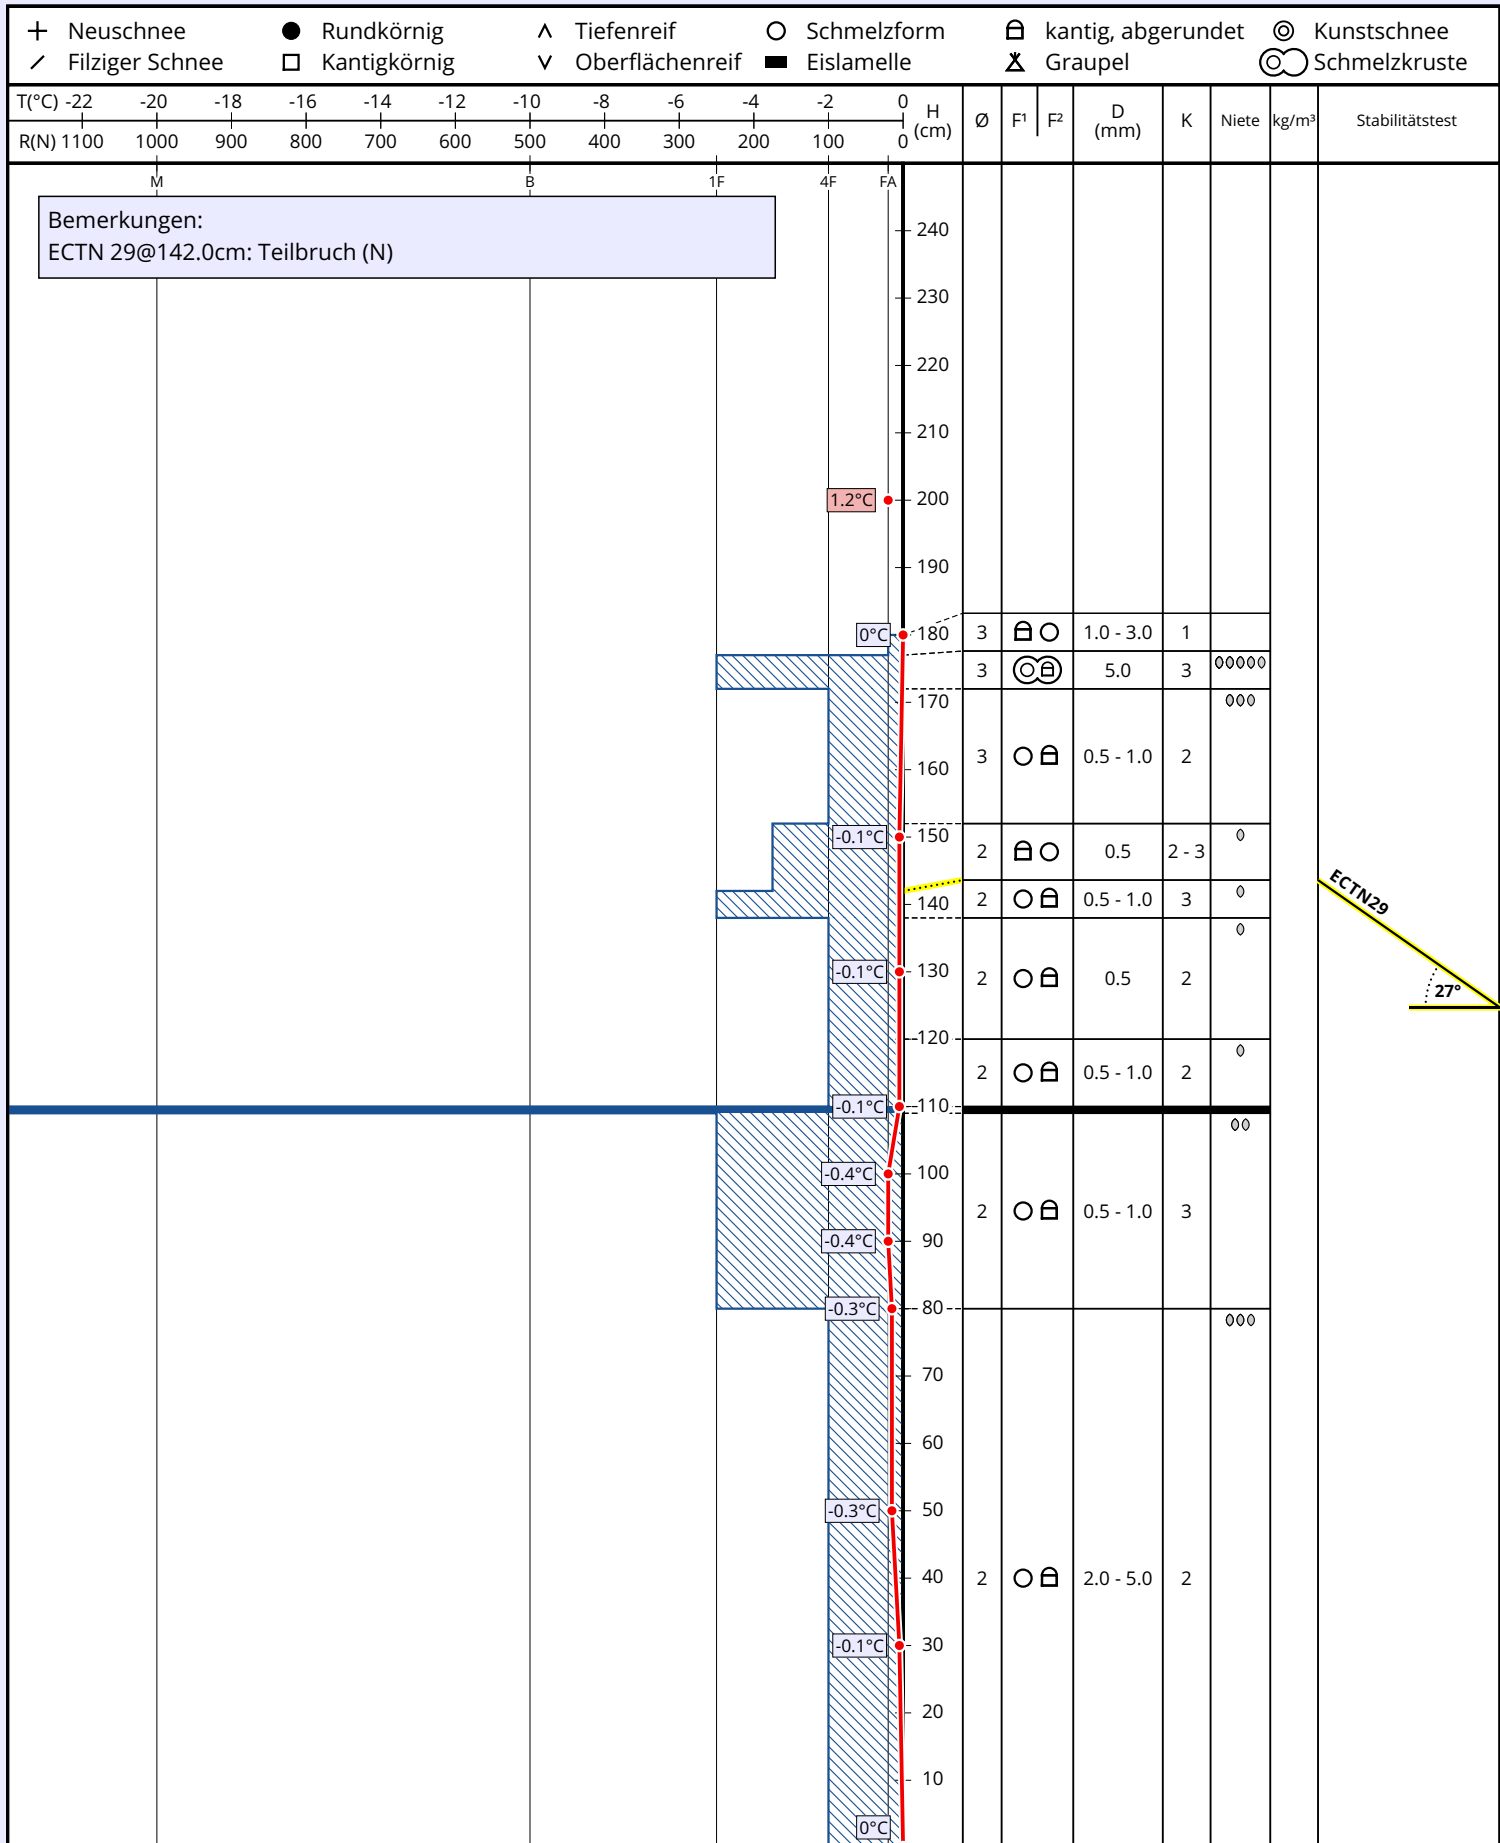 Neuschnee Rundkörnig Tiefenreif Schmelzform kantig, abgerundet Kunstschnee
Filziger Schnee Kantigkörnig Oberflächenreif Eislamelle Graupel Schmelzkruste
T(°C) -22 -20 -18 -16 -14 -12 -10 -8 -6 -4 -2 0
R(N) 1100 1000 900 800 700 600 500 400 300 200 100 0
H (cm) Ø F¹ F² D (mm) K Niete kg/m³ Stabilitätstest
M B 1F 4F FA
Bemerkungen:
ECTN 29@142.0cm: Teilbruch (N)
240
230
220
210
1.2°C 200
190
0°C 180 3 1.0 - 3.0 1
3 5.0 3
170
160 3 0.5 - 1.0 2
-0.1°C 150
2 0.5 2 - 3
140 2 0.5 - 1.0 3
ECTN29
-0.1°C 130 2 0.5 2
27°
120
2 0.5 - 1.0 2
-0.1°C 110
-0.4°C 100
2 0.5 - 1.0 3
-0.4°C 90
-0.3°C 80
70
60
-0.3°C 50
40 2 2.0 - 5.0 2
-0.1°C 30
20
10
0°C